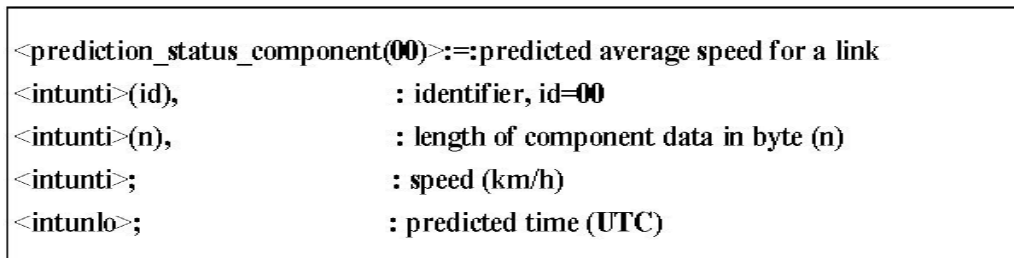 <prediction_status_component(00)>:=:predicted average speed for a link
<intunti>(id), : identifier, id=00
<intunti>(n), : length of component data in byte (n)
<intunti>; : speed (km/h)
<intunlo>; : predicted time (UTC)